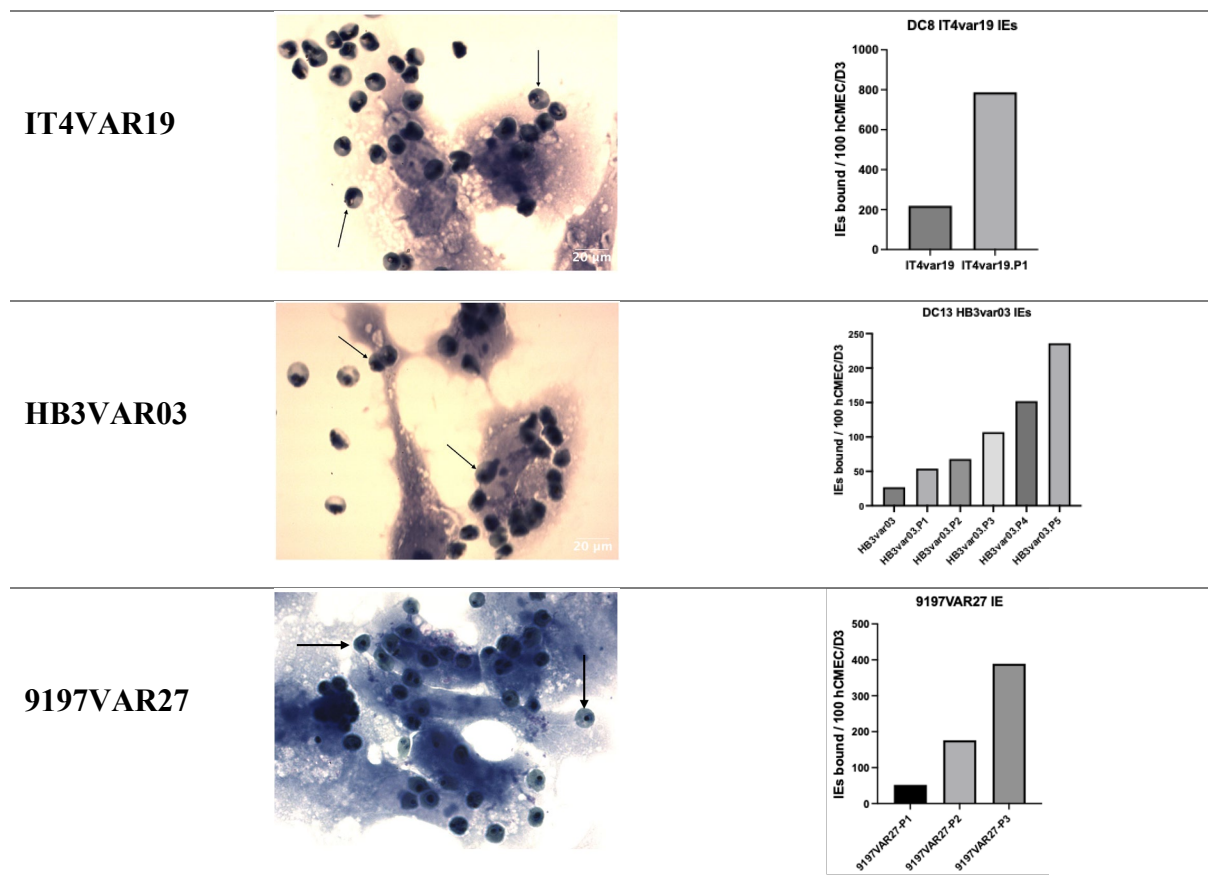 IT4VAR19
20 µm
DC8 IT4var19 IEs
IEs bound / 100 hCMEC/D3
1000
800
600
400
200
0
IT4var19 IT4var19.P1
HB3VAR03
20 µm
DC13 HB3var03 IEs
IEs bound / 100 hCMEC/D3
250
200
150
100
50
0
HB3var03
HB3var03.P1
HB3var03.P2
HB3var03.P3
HB3var03.P4
HB3var03.P5
9197VAR27
9197VAR27 IE
IEs bound / 100 hCMEC/D3
500
400
300
200
100
0
9197VAR27-P1
9197VAR27-P2
9197VAR27-P3